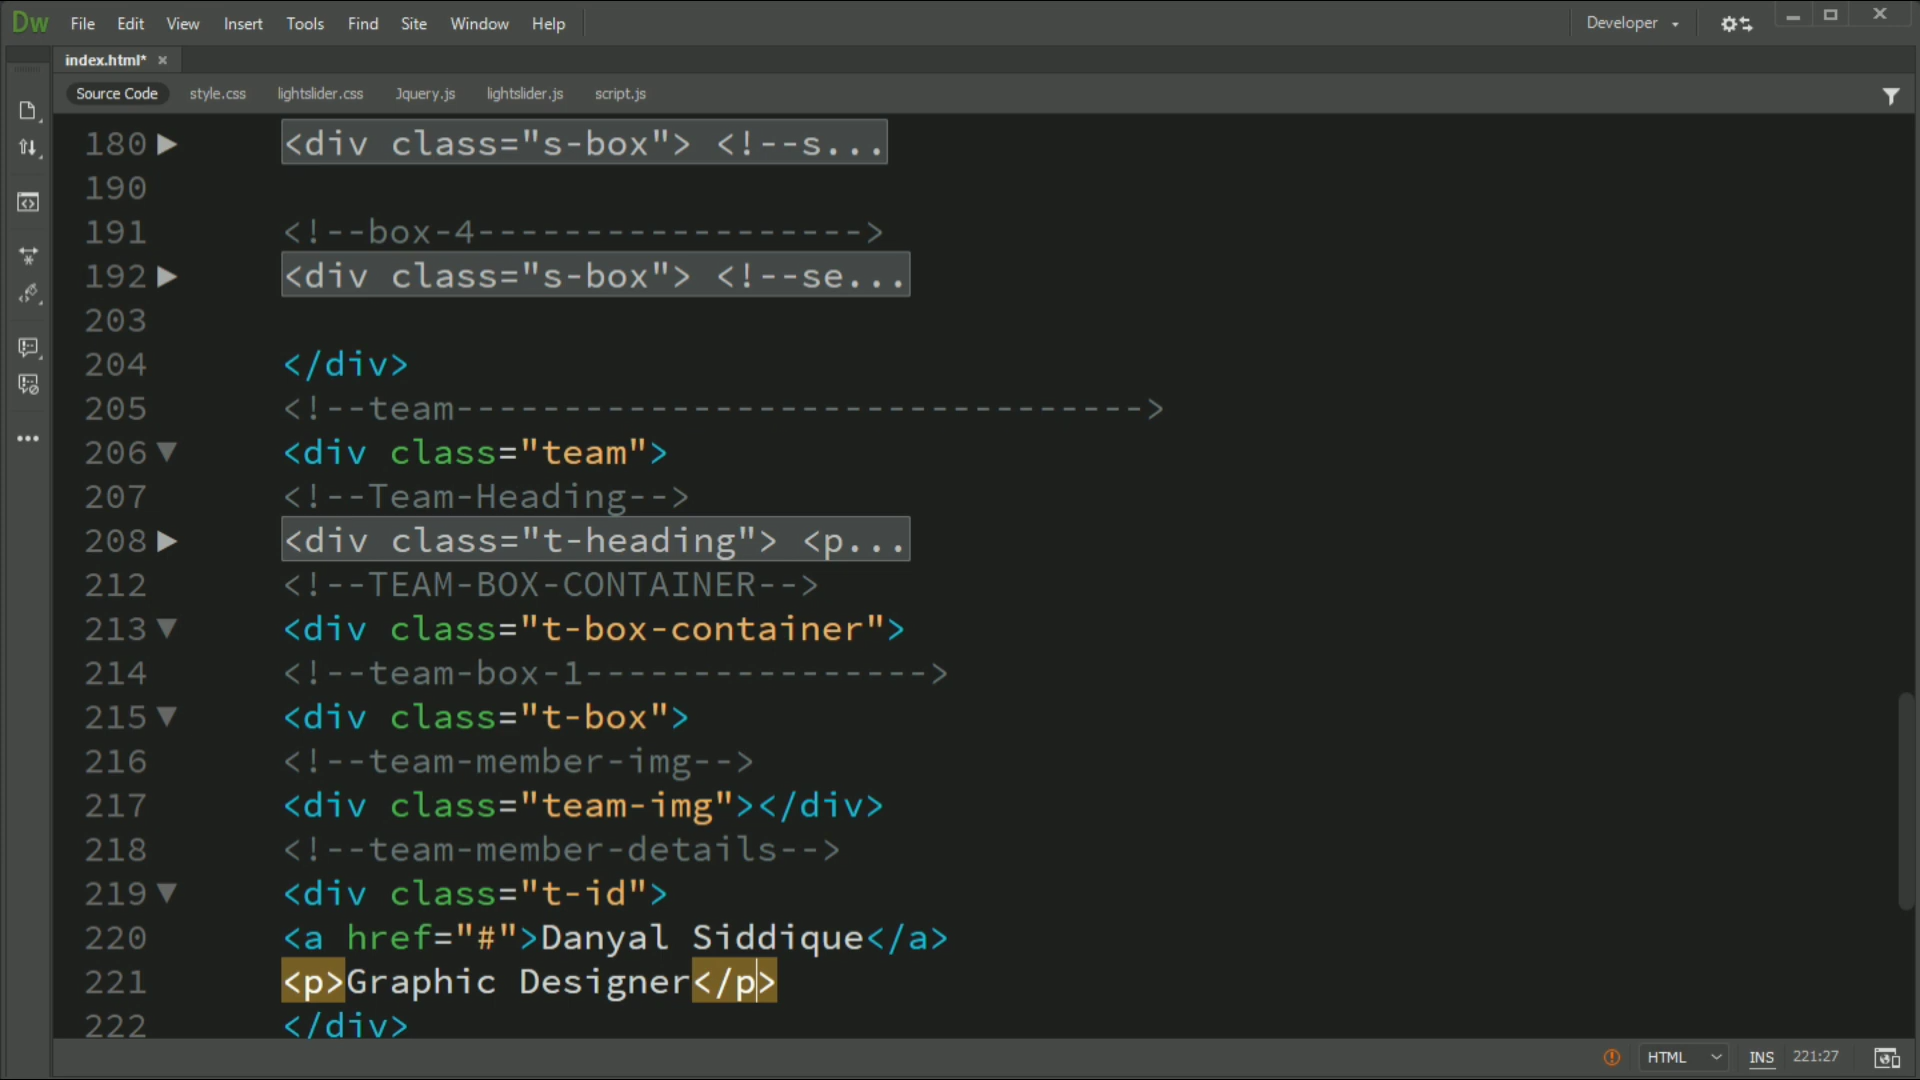 Dw File Edit View Insert Tools Find Site Window Help Developer
index.html*
Source Code style.css lightslider.css Jquery.js lightslider.js script.js
180 <div class="s-box"> <!--s...
190
191 <!--box-4------------------>
192 <div class="s-box"> <!--se...
203
204 </div>
205 <!--team-------------------------------->
206 <div class="team">
207 <!--Team-Heading-->
208 <div class="t-heading"> <p...
212 <!--TEAM-BOX-CONTAINER-->
213 <div class="t-box-container">
214 <!--team-box-1---------------->
215 <div class="t-box">
216 <!--team-member-img-->
217 <div class="team-img"></div>
218 <!--team-member-details-->
219 <div class="t-id">
220 <a href="#">Danyal Siddique</a>
221 <p>Graphic Designer</p>
222 </div>
HTML INS 221:27